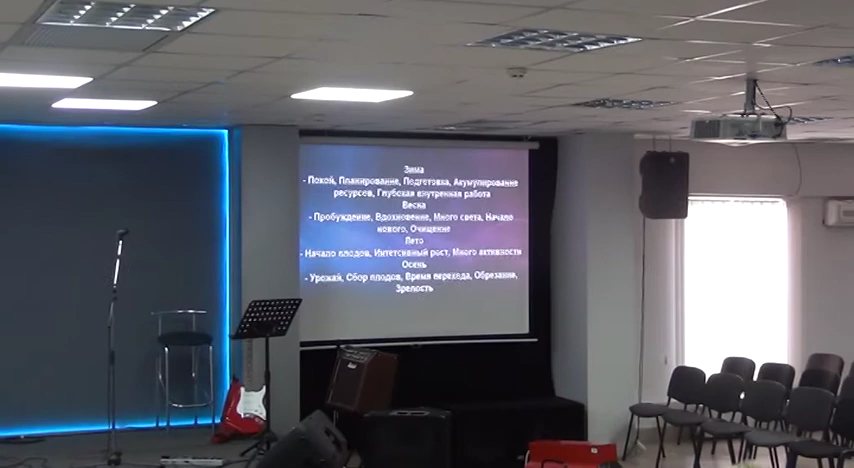 Зима
- Покой, Планирование, Подготовка, Акумулирование
ресурсов, Глубокая внутренняя работа
Весна
- Пробуждение, Вдохновение, Много света, Начало
нового, Очищение
Лето
- Начало плодов, Интетсивный рост, Много активности
Осень
- Урожай, Сбор плодов, Время перехода, Обрезание,
Зрелость